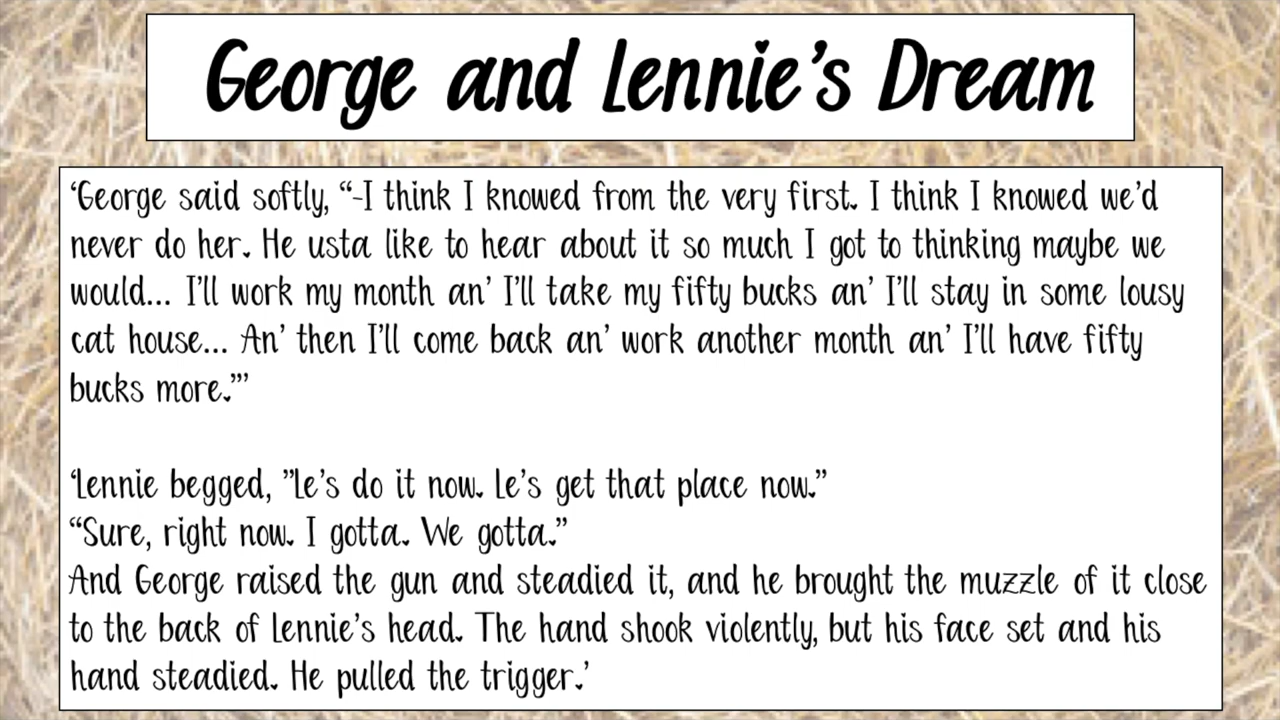 George and Lennie's Dream
‘George said softly, “-I think I knowed from the very first. I think I knowed we’d
never do her. He usta like to hear about it so much I got to thinking maybe we
would... I’ll work my month an’ I’ll take my fifty bucks an’ I’ll stay in some lousy
cat house... An’ then I’ll come back an’ work another month an’ I’ll have fifty
bucks more.”’
‘Lennie begged, ”Le’s do it now. Le’s get that place now.”
“Sure, right now. I gotta. We gotta.”
And George raised the gun and steadied it, and he brought the muzzle of it close
to the back of Lennie’s head. The hand shook violently, but his face set and his
hand steadied. He pulled the trigger.’